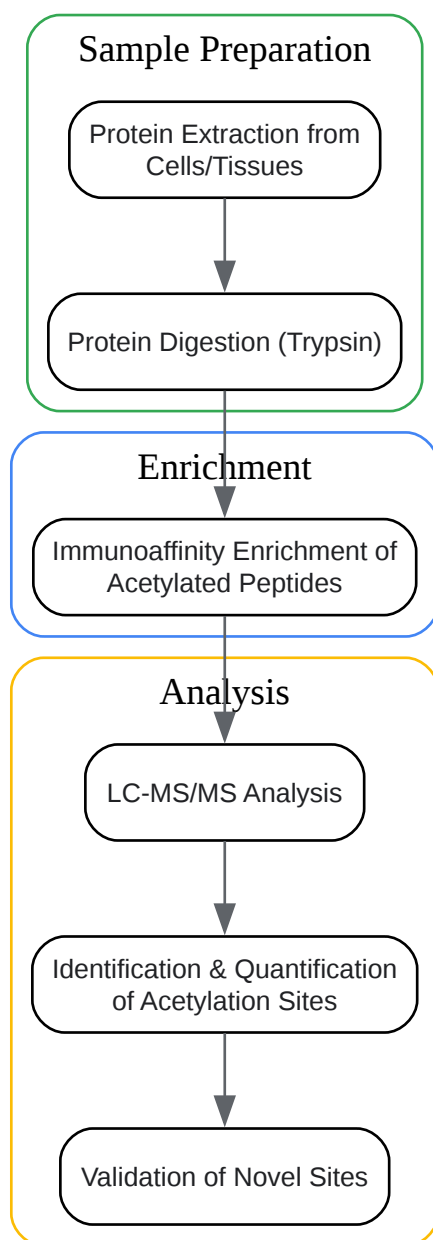 Sample Preparation
Protein Extraction from
Cells/Tissues
Protein Digestion (Trypsin)
Enrichment
Immunoaffinity Enrichment of
Acetylated Peptides
Analysis
LC-MS/MS Analysis
Identification & Quantification
of Acetylation Sites
Validation of Novel Sites